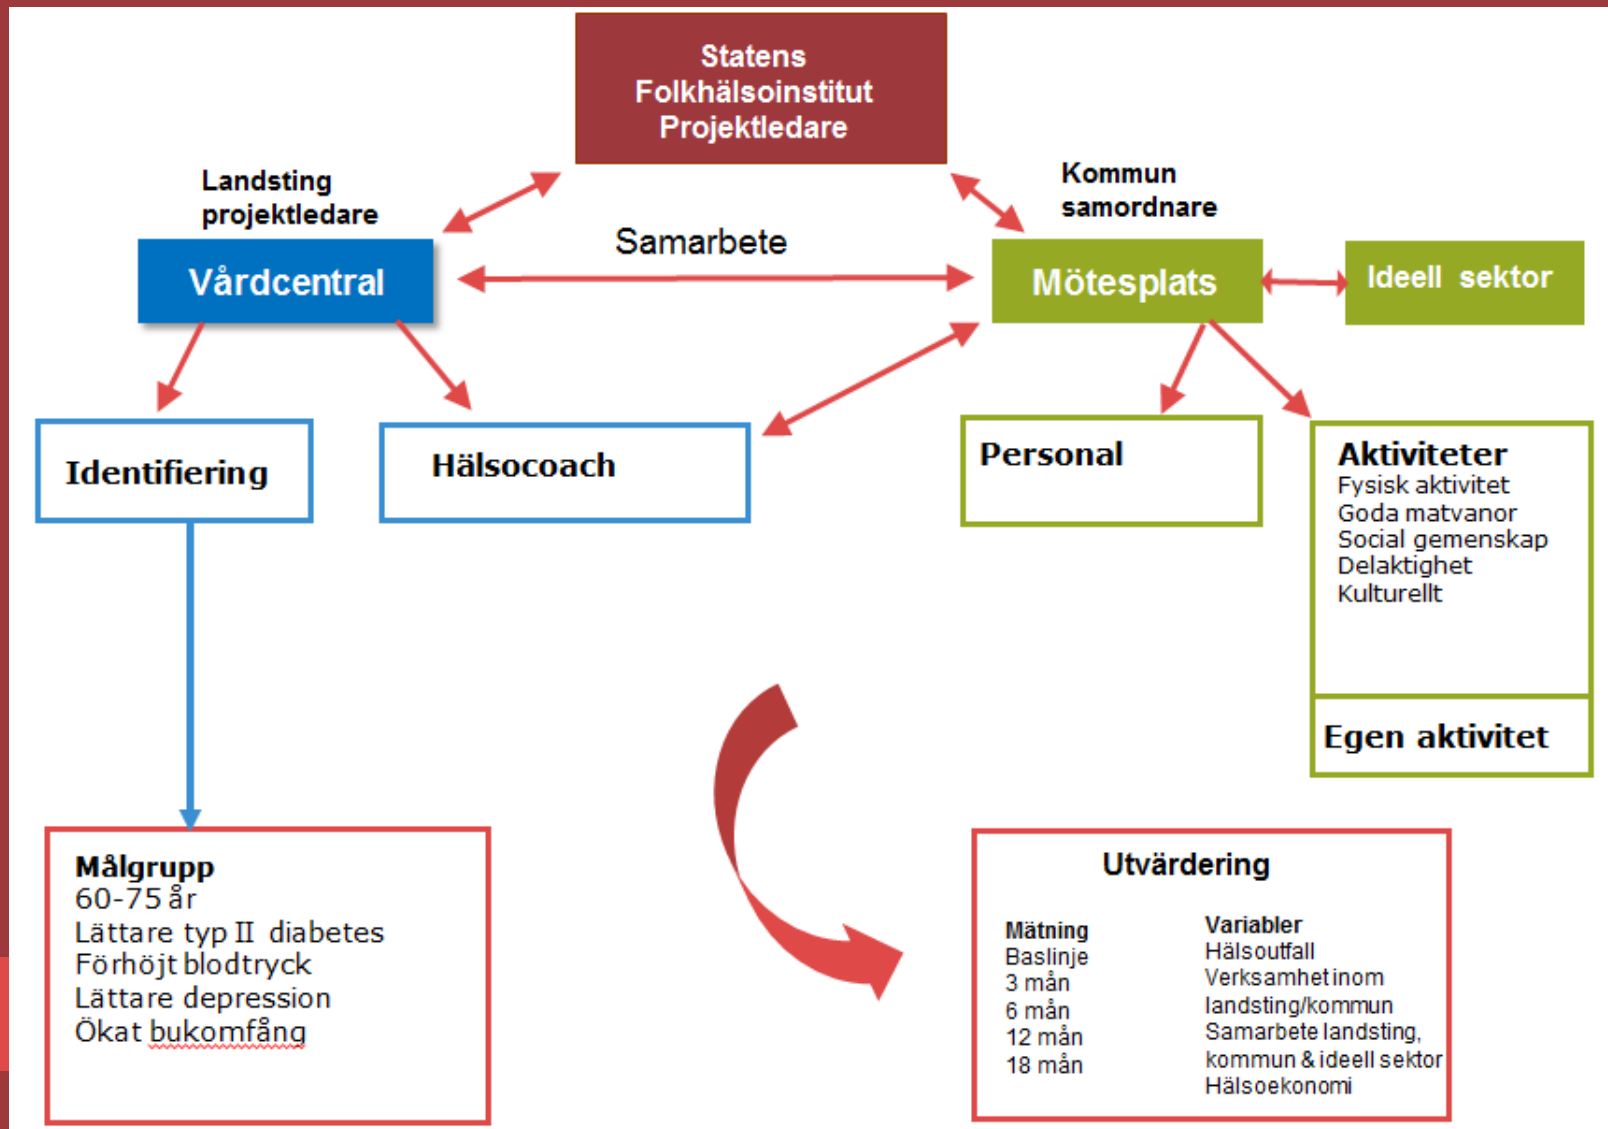 Statens
Folkhälsoinstitut
Projektledare
Landsting
projektledare
Kommun
samordnare
Samarbete
Vårdcentral
Mötesplats
Ideell sektor
Identifiering
Hälsocoach
Personal
Aktiviteter
Fysisk aktivitet
Goda matvanor
Social gemenskap
Delaktighet
Kulturellt
Egen aktivitet
Målgrupp
60-75 år
Lättare typ II diabetes
Förhöjt blodtryck
Lättare depression
Ökat bukomfång
Utvärdering
Mätning
Baslinje
3 mån
6 mån
12 mån
18 mån
Variabler
Hälsoutfall
Verksamhet inom
landsting/kommun
Samarbete landsting,
kommun & ideell sektor
Hälsoekonomi